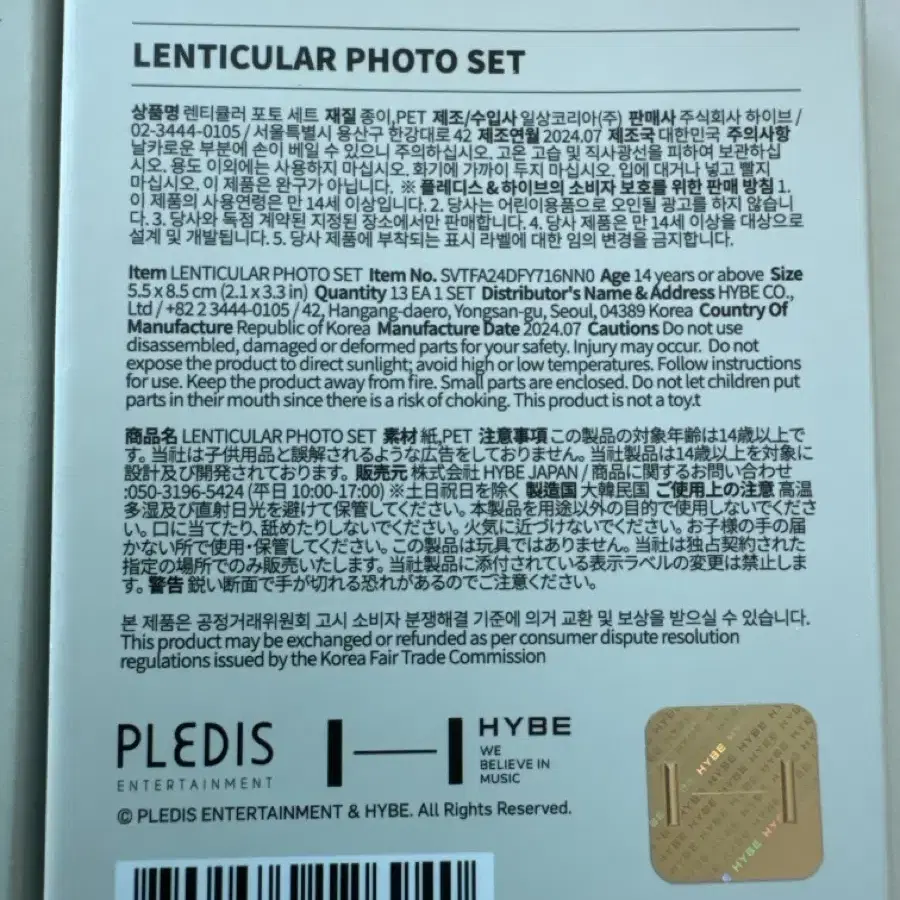 LENTICULAR PHOTO SET
상품명 렌티큘러 포토 세트 재질 종이,PET 제조/수입사 일상코리아(주) 판매사 주식회사 하이브 /
02-3444-0105 / 서울특별시 용산구 한강대로 42 제조연월 2024.07 제조국 대한민국 주의사항
날카로운 부분에 손이 베일 수 있으니 주의하십시오. 고온 고습 및 직사광선을 피하여 보관하십
시오. 용도 이외에는 사용하지 마십시오. 화기에 가까이 두지 마십시오. 입에 대거나 넣고 빨지
마십시오. 이 제품은 완구가 아닙니다. ※ 플레디스 & 하이브의 소비자 보호를 위한 판매 방침 1.
이 제품의 사용연령은 만 14세 이상입니다. 2. 당사는 어린이용품으로 오인될 광고를 하지 않습니
다. 3. 당사와 독점 계약된 지정된 장소에서만 판매합니다. 4. 당사 제품은 만 14세 이상을 대상으로
설계 및 개발됩니다. 5. 당사 제품에 부착되는 표시 라벨에 대한 임의 변경을 금지합니다.
Item LENTICULAR PHOTO SET Item No. SVTFA24DFY716NN0 Age 14 years or above Size
5.5 x 8.5 cm (2.1 x 3.3 in) Quantity 13 EA 1 SET Distributor's Name & Address HYBE CO.,
Ltd / +82 2 3444-0105 / 42, Hangang-daero, Yongsan-gu, Seoul, 04389 Korea Country Of
Manufacture Republic of Korea Manufacture Date 2024.07 Cautions Do not use
disassembled, damaged or deformed parts for your safety. Injury may occur. Do not
expose the product to direct sunlight; avoid high or low temperatures. Follow instructions
for use. Keep the product away from fire. Small parts are enclosed. Do not let children put
parts in their mouth since there is a risk of choking. This product is not a toy.t
商品名 LENTICULAR PHOTO SET 素材 紙,PET 注意事項 この製品の対象年齢は14歳以上で
す。当社は子供用品と誤解されるような広告をしておりません。当社製品は14歳以上を対象に
設計及び開発されております。販売元 株式会社 HYBE JAPAN / 商品に関するお問い合わせ
:050-3196-5424 (平日 10:00-17:00) ※土日祝日を除く 製造国 大韓民国 ご使用上の注意 高温
多湿及び直射日光を避けて保管してください。本製品を用途以外の目的で使用しないでくださ
い。口に当てたり、舐めたりしないでください。火気に近づけないでください。お子様の手の届
かない所で使用・保管してください。この製品は玩具ではありません。当社は独占契約された
指定の場所でのみ販売いたします。当社製品に添付されている表示ラベルの変更は禁止しま
す。警告 鋭い断面で手が切れる恐れがあるのでご注意ください。
본 제품은 공정거래위원회 고시 소비자 분쟁해결 기준에 의거 교환 및 보상을 받으실 수 있습니다.
This product may be exchanged or refunded as per consumer dispute resolution
regulations issued by the Korea Fair Trade Commission
PLEDIS
ENTERTAINMENT
HYBE
WE
BELIEVE IN
MUSIC
© PLEDIS ENTERTAINMENT & HYBE. All Rights Reserved.
HYBE
HYBE